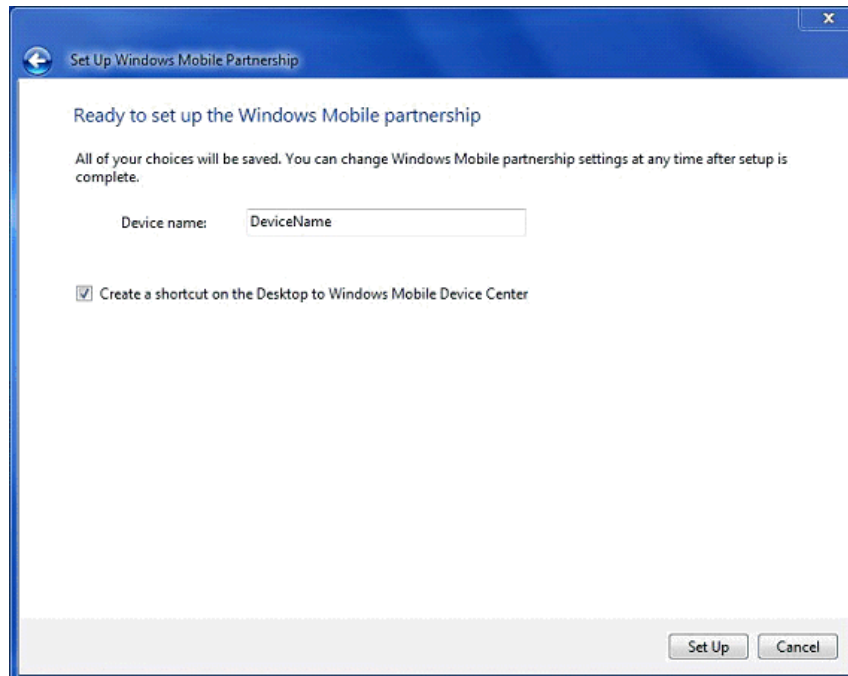 Set Up Windows Mobile Partnership
Ready to set up the Windows Mobile partnership
All of your choices will be saved. You can change Windows Mobile partnership settings at any time after setup is
complete.
Device name: DeviceName
Create a shortcut on the Desktop to Windows Mobile Device Center
Set Up Cancel